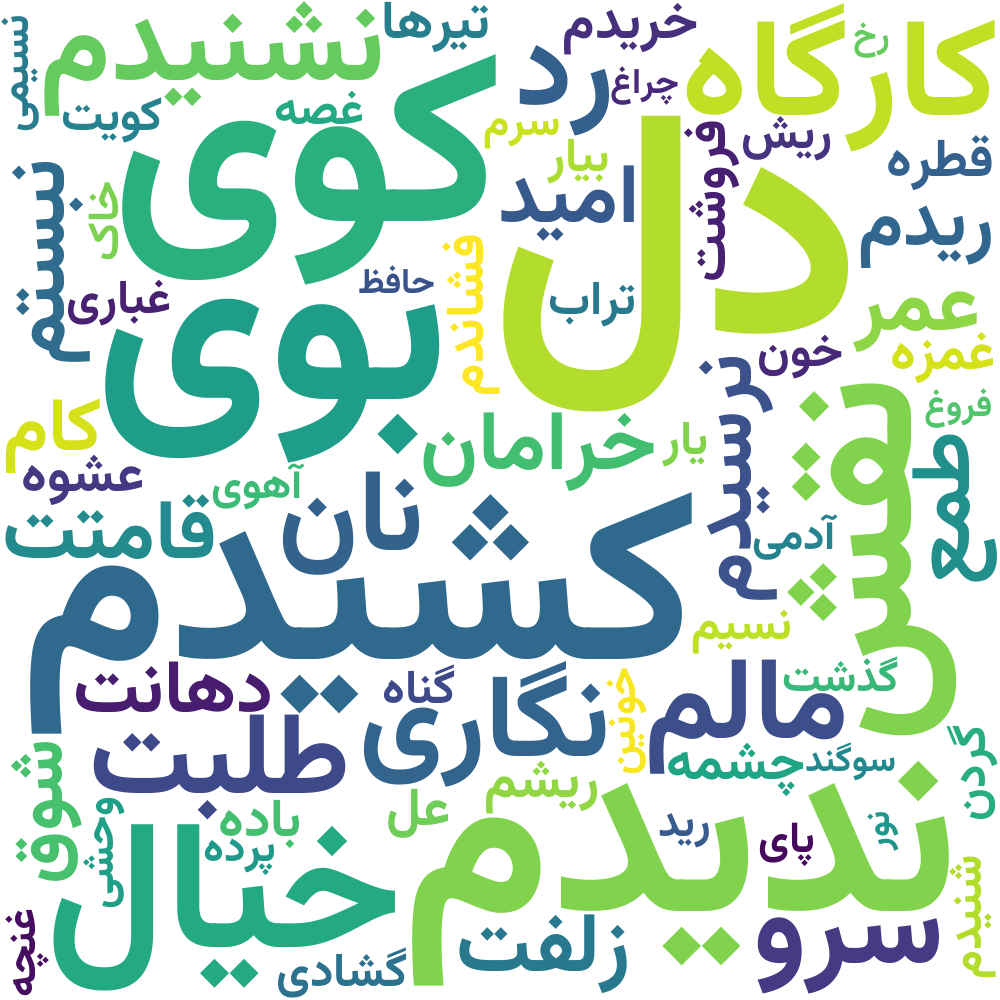 نشنیدم
تیرها
خریدم
رد
کارگاه
رخ
نسیمی
کویت
غصه
کوی
سرم
چراغ
دل
فروشت
ریش
قطره
بیار
امید
نبستم
خاک
ریدم
فشاندم
حافظ
غباری
بوی
تراب
عمر
خون
غمزه
نرسیدم
نقش
فروغ
کام
خرامان
یار
طمع
عشوه
آهوی
نان
قامتت
کشیدم
آدمی
نسیم
دهانت
گناه
نگاری
خونین
مالم
گذشت
طلبت
چشمه
سوگند
گردن
شوق
ریشم
عل
وحشی
باده
پرده
خیال
ندیدم
رید
پای
نور
شنیدم
غنچه
گشادی
زلفت
سرو